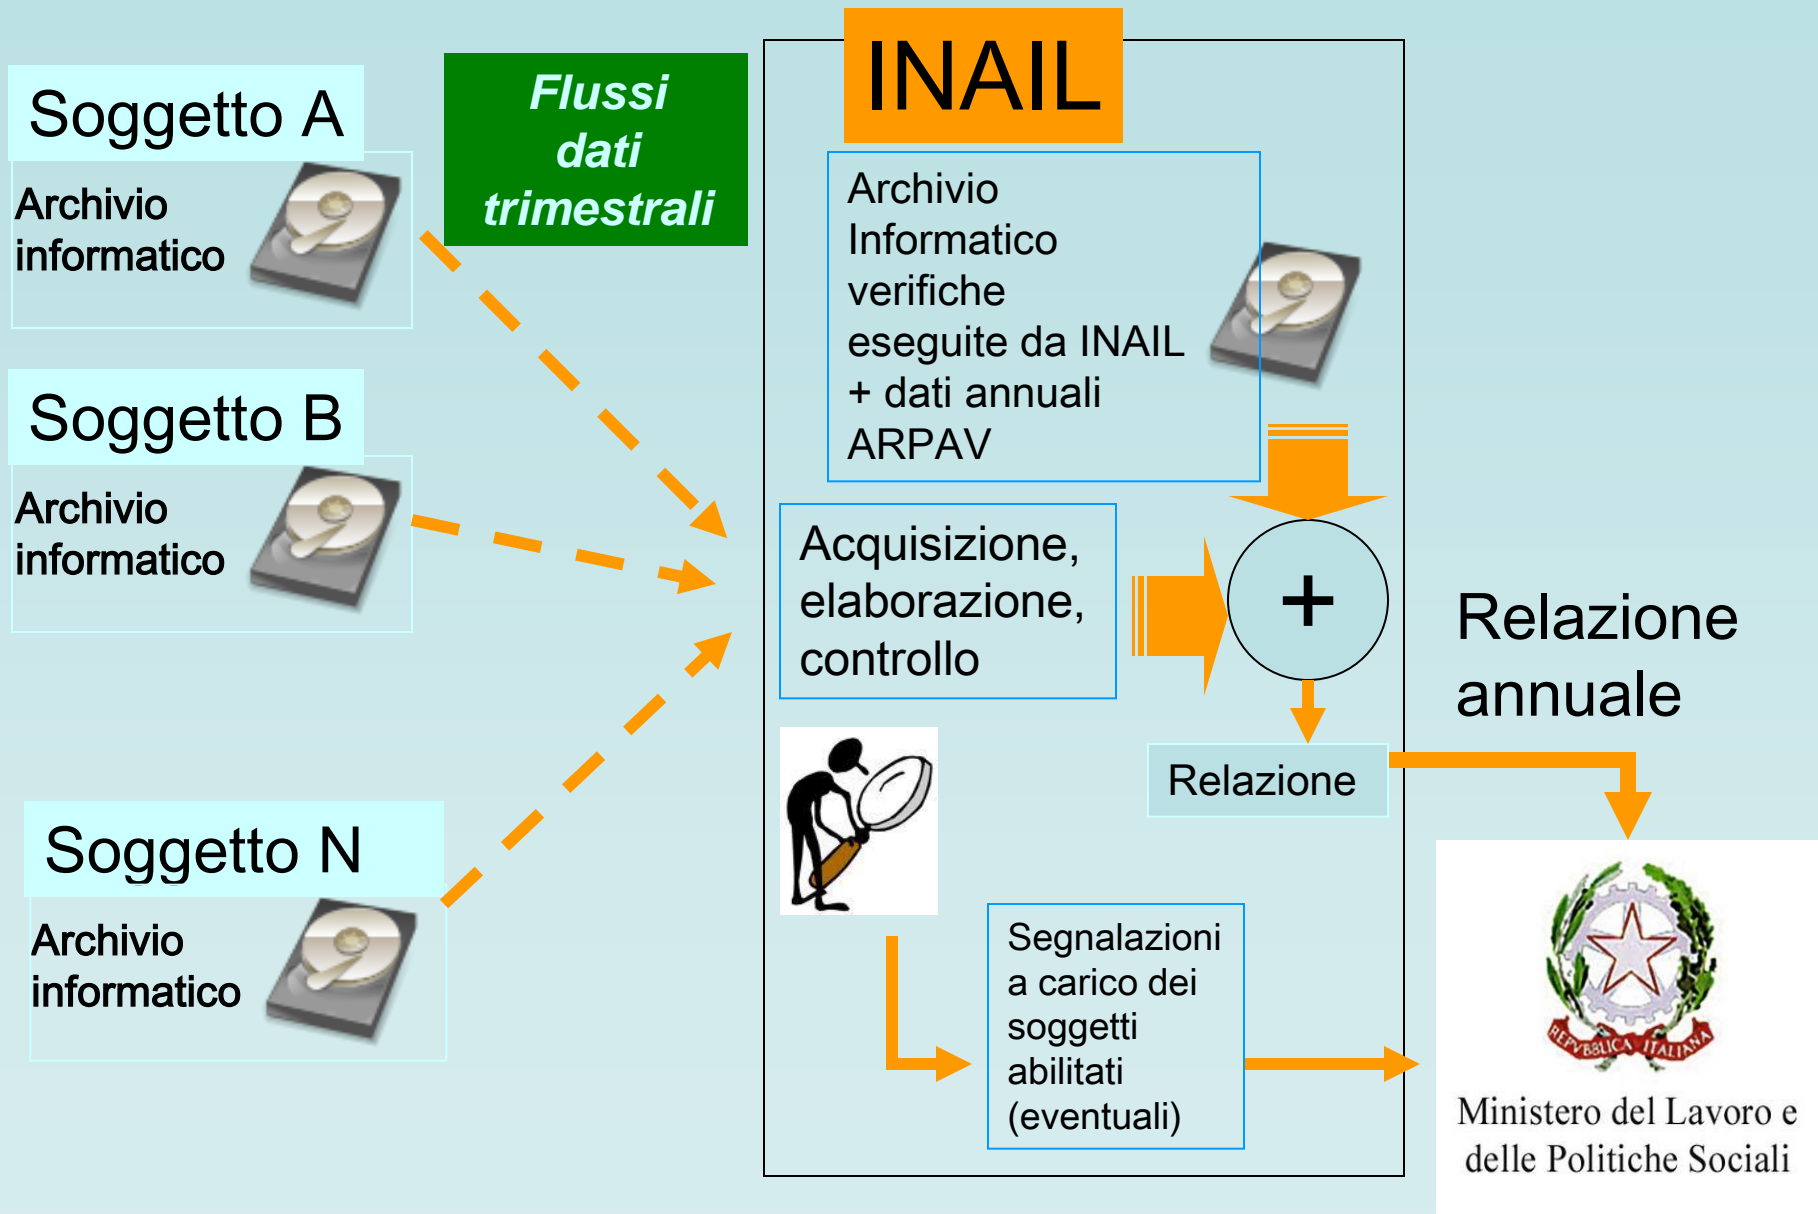 Soggetto A
Archivio
informatico
Soggetto B
Archivio
informatico
Soggetto N
Archivio
informatico
Flussi
dati
trimestrali
INAIL
Archivio
Informatico
verifiche
eseguite da INAIL
+ dati annuali
ARPAV
Acquisizione,
elaborazione,
controllo
+
Relazione
Segnalazioni
a carico dei
soggetti
abilitati
(eventuali)
Relazione
annuale
REPVBBLICA ITALIANA
Ministero del Lavoro e
delle Politiche Sociali